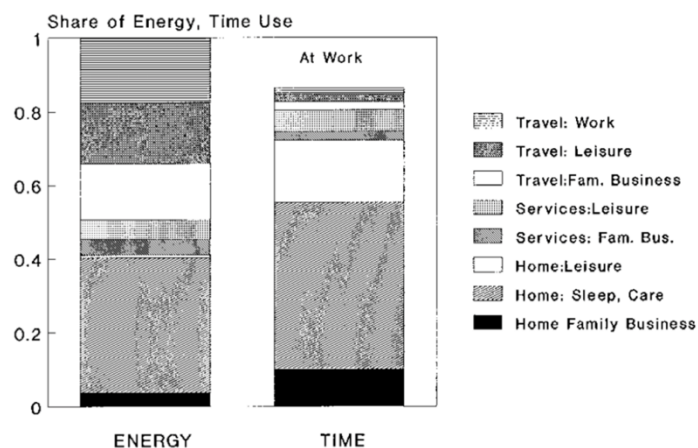 Share of Energy, Time Use
1
0.8
0.6
0.4
0.2
0
At Work
ENERGY
TIME
Travel: Work
Travel: Leisure
Travel:Fam. Business
Services:Leisure
Services: Fam. Bus.
Home:Leisure
Home: Sleep, Care
Home Family Business